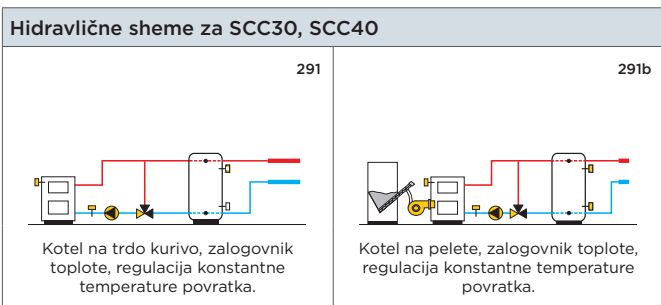 Hidravlične sheme za SCC30, SCC40
291
Kotel na trdo kurivo, zalogovnik
toplote, regulacija konstantne
temperature povratka.
291b
Kotel na pelete, zalogovnik toplote,
regulacija konstantne temperature
povratka.